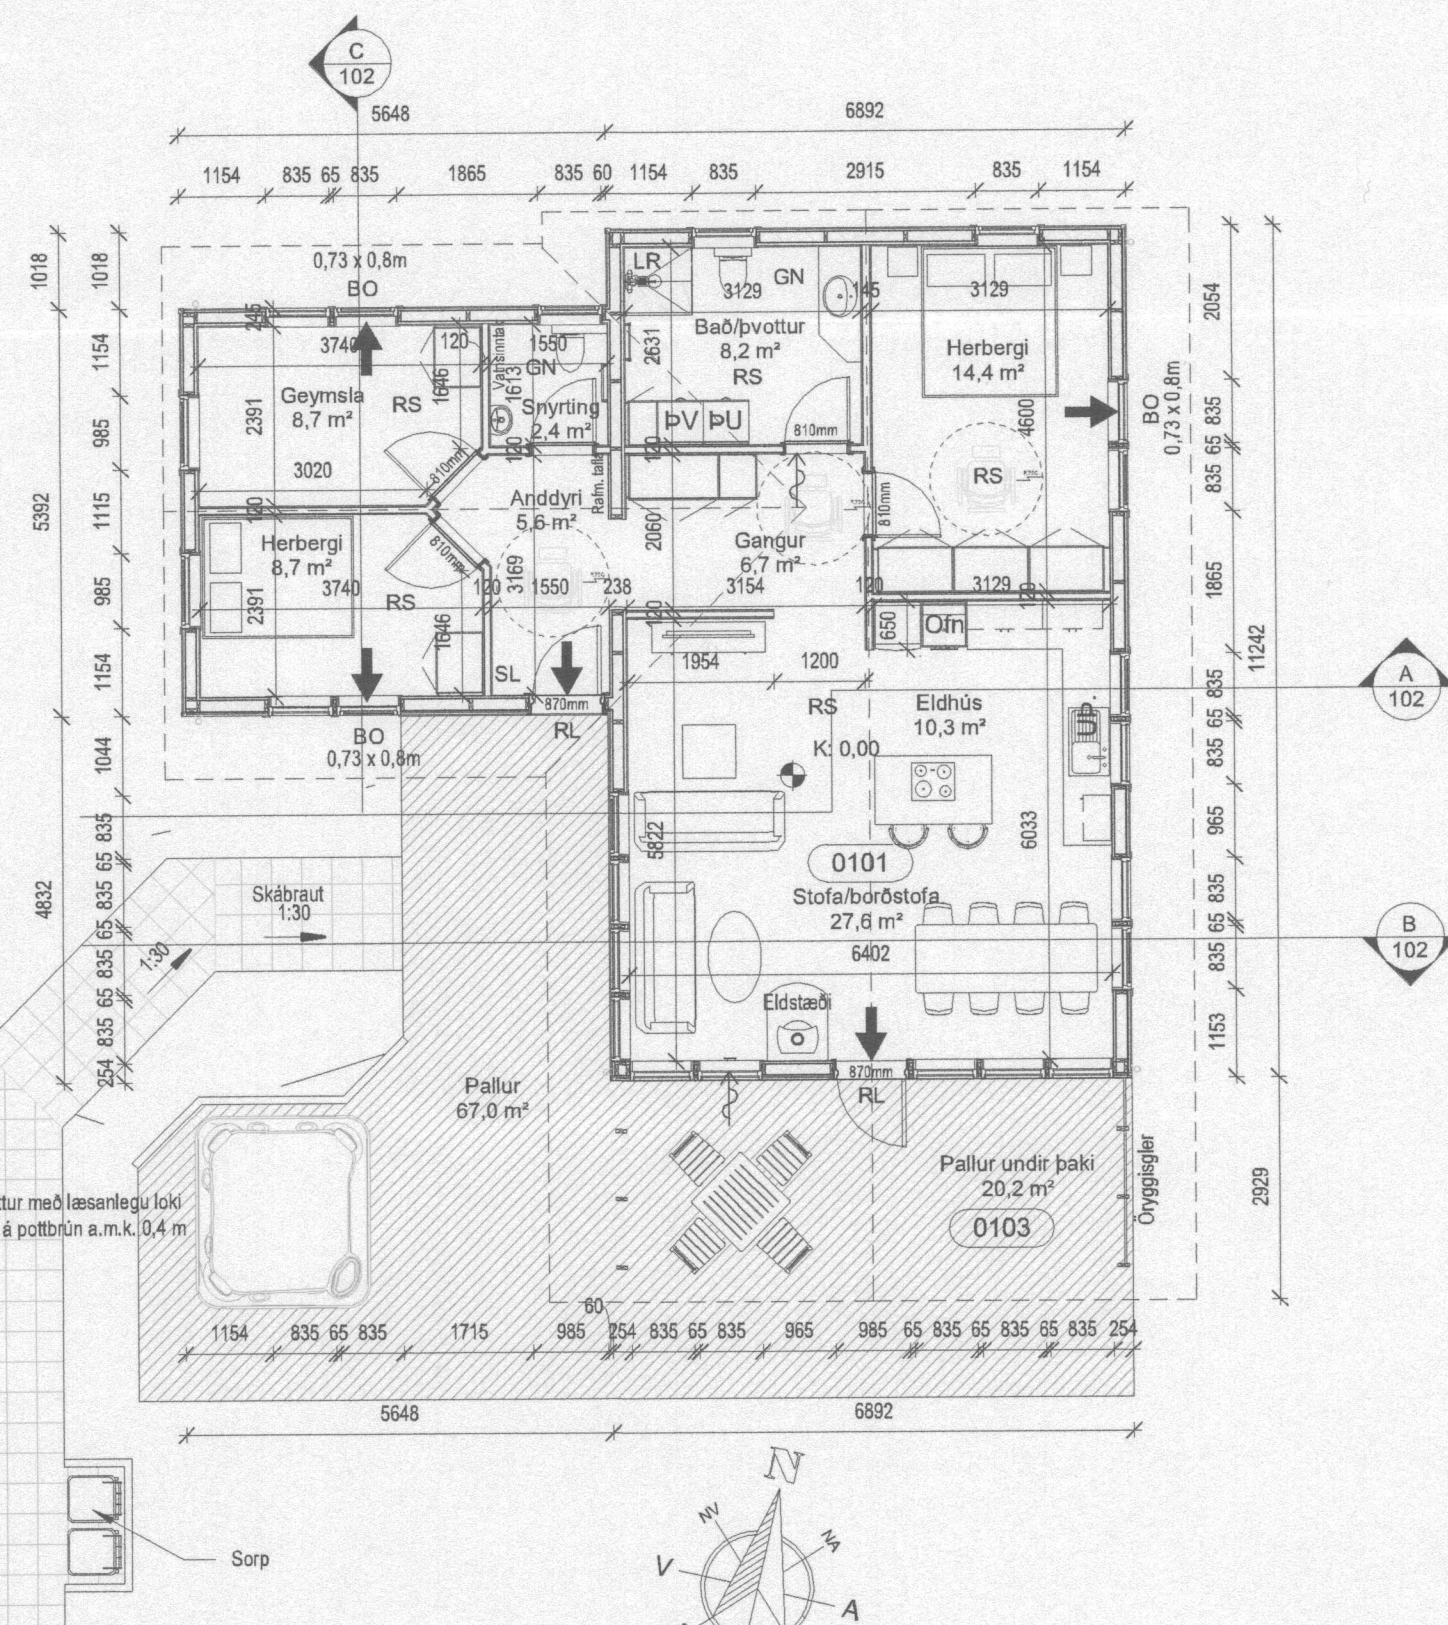 C
102
5648
6892
1154
835
65
835
1865
835
60
1154
835
2915
835
1154
0,73 x 0,8m
BO
1018
1018
1154
985
1115
985
1154
5392
1044
835
65
835
65
835
65
835
254
4832
245
3740
120
1550
GN
Vatnsinntak
1613
1646
Geymsla
8,7 m²
RS
2391
3020
810mm
Snyrting
2,4 m²
120
LR
3129
GN
145
Bað/þvottur
8,2 m²
RS
2631
ÞV
ÞU
810mm
120
3129
Herbergi
14,4 m²
4600
RS
810mm
BO
0,73 x 0,8m
2054
835
65
835
1865
835
65
835
965
835
65
835
1153
11242
2929
120
Herbergi
8,7 m²
3740
2391
RS
1646
810mm
Anddyri
5,6 m²
120
3169
1550
238
SL
870mm
RL
2060
Gangur
6,7 m²
3154
120
3129
120
120
650
Ofn
1954
1200
RS
K: 0,00
Eldhús
10,3 m²
A
102
BO
0,73 x 0,8m
5822
6033
0101
Stofa/borðstofa
27,6 m²
6402
B
102
Skábraut
1:30
1:30
Eldstæði
870mm
RL
Pallur
67,0 m²
Pallur undir þaki
20,2 m²
0103
Öryggisgler
með læsanlegu loki
á pottbrún a.m.k. 0,4 m
60
1154
835
65
835
1715
985
254
835
65
835
965
985
65
835
65
835
65
835
254
5648
6892
Sorp
N
NV
NA
V
A